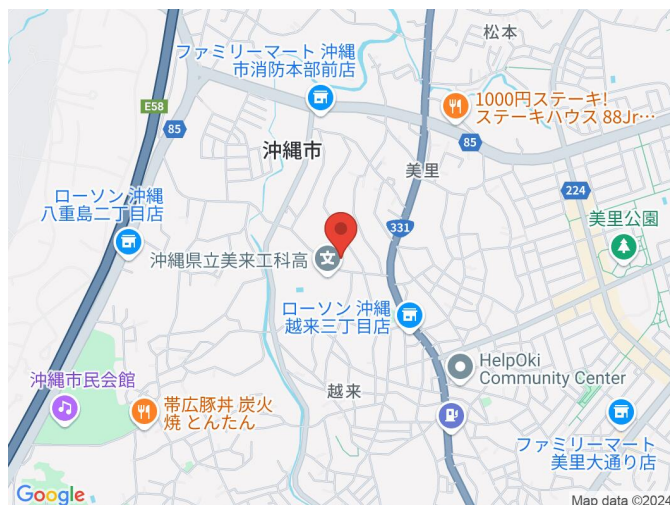 松本
ファミリーマート 沖縄
市消防本部前店
E58
1000円ステーキ!
ステーキハウス 88Jr…
85
沖縄市
85
美里
224
ローソン 沖縄
八重島二丁目店
331
美里公園
沖縄県立美来工科高
ローソン 沖縄
越来三丁目店
HelpOki
Community Center
沖縄市民会館
越来
帯広豚丼 炭火
焼 とんたん
ファミリーマート
美里大通り店
Google
Map data ©2024